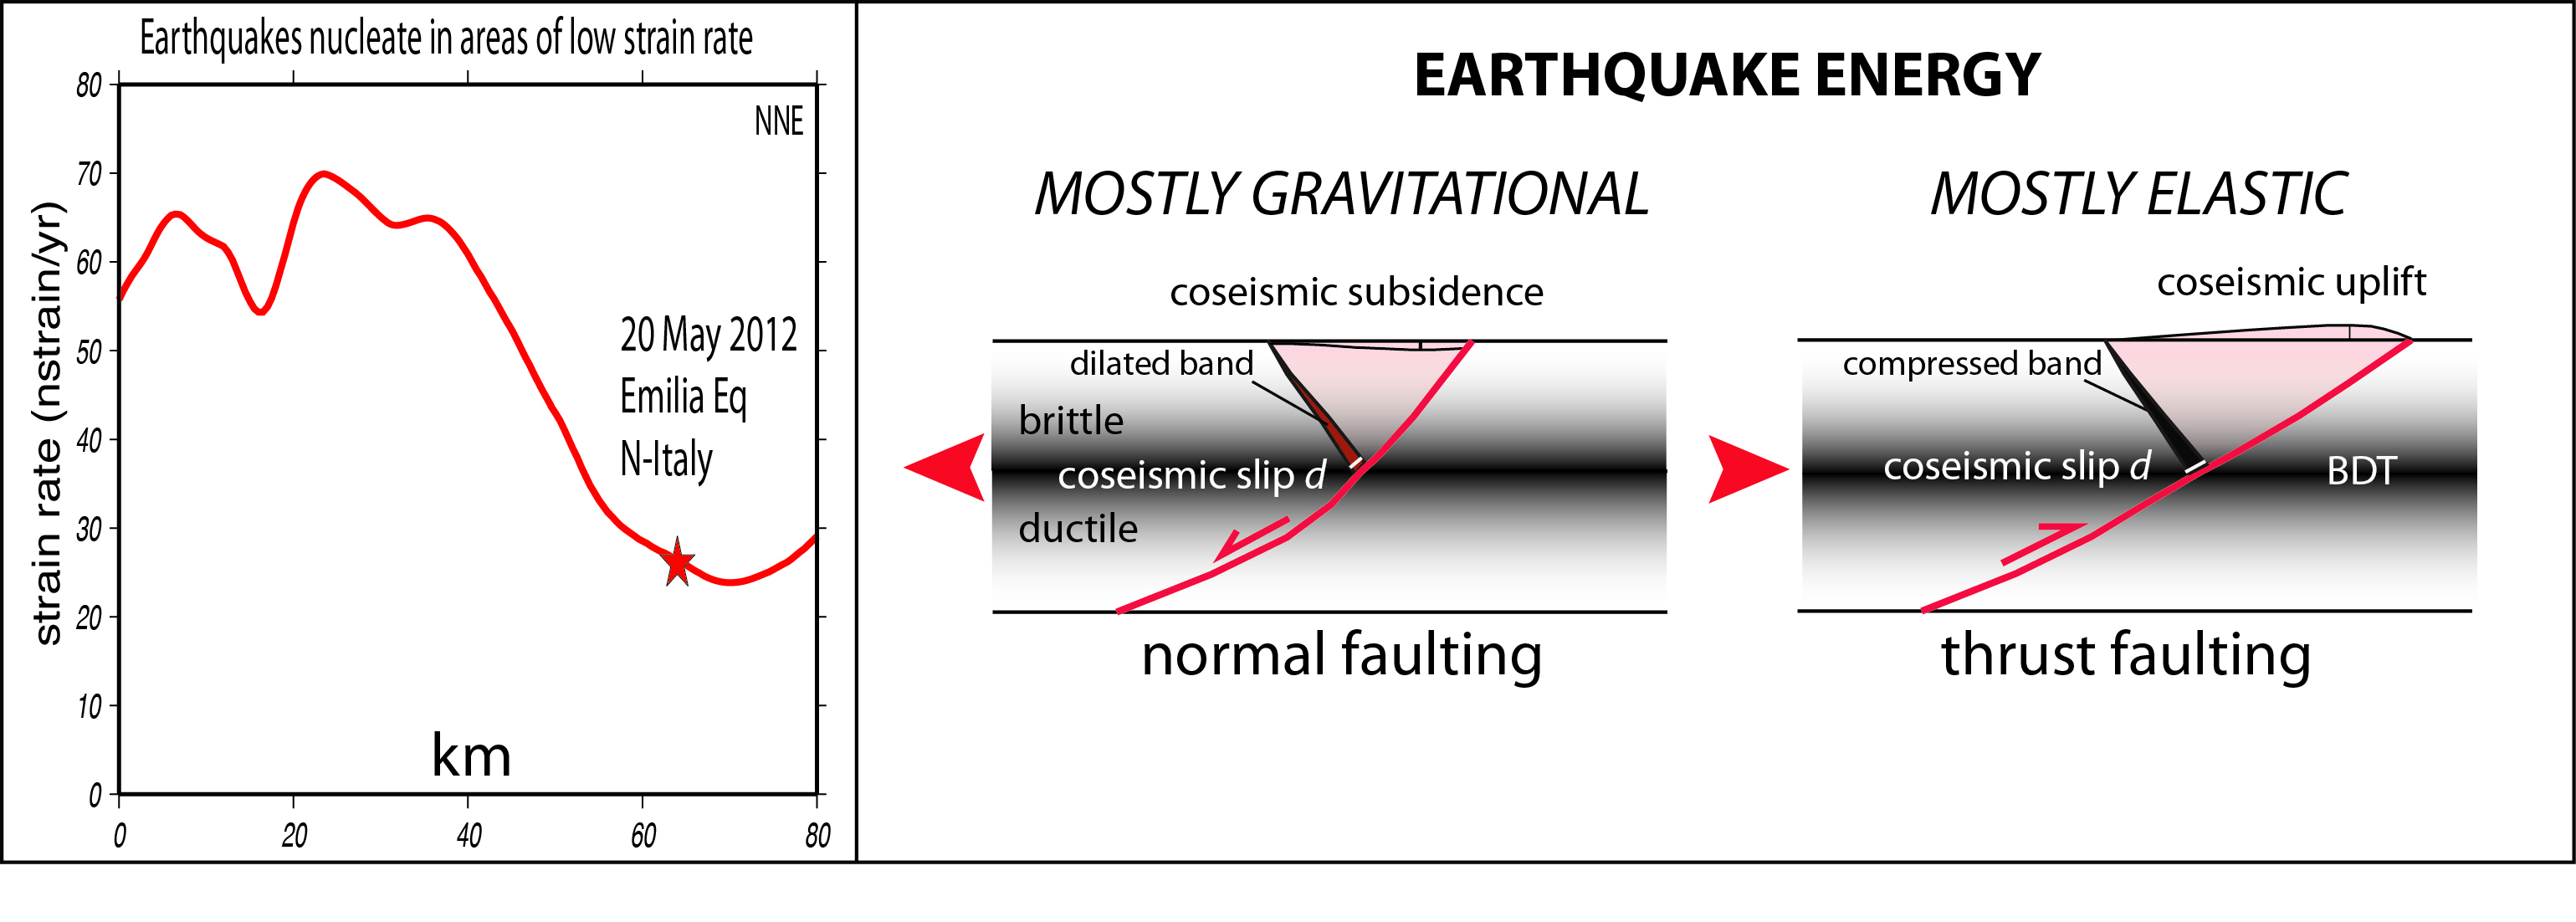 Earthquakes nucleate in areas of low strain rate
80
70
60
50
40
30
20
10
0
strain rate (nstrain/yr)
NNE
20 May 2012
Emilia Eq
N-Italy
km
0
20
40
60
80
EARTHQUAKE ENERGY
MOSTLY GRAVITATIONAL
coseismic subsidence
dilated band
brittle
coseismic slip d
ductile
normal faulting
MOSTLY ELASTIC
coseismic uplift
compressed band
coseismic slip d
BDT
thrust faulting